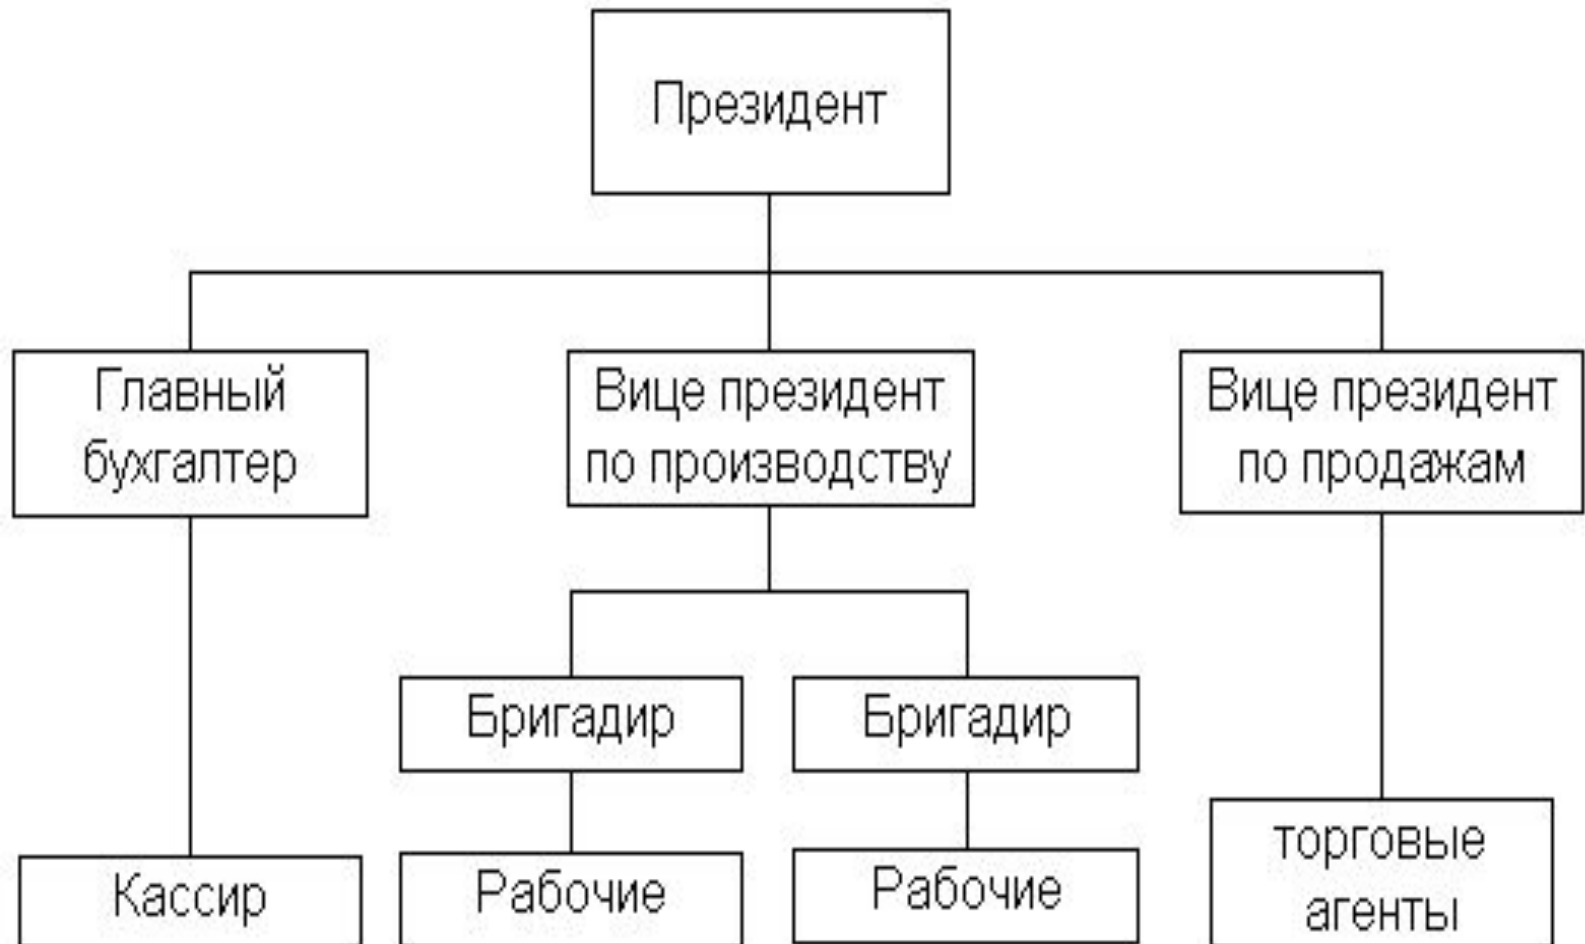 Президент
Главный
бухгалтер
Вице президент
по производству
Вице президент
по продажам
Бригадир
Бригадир
Кассир
Рабочие
Рабочие
торговые
агенты